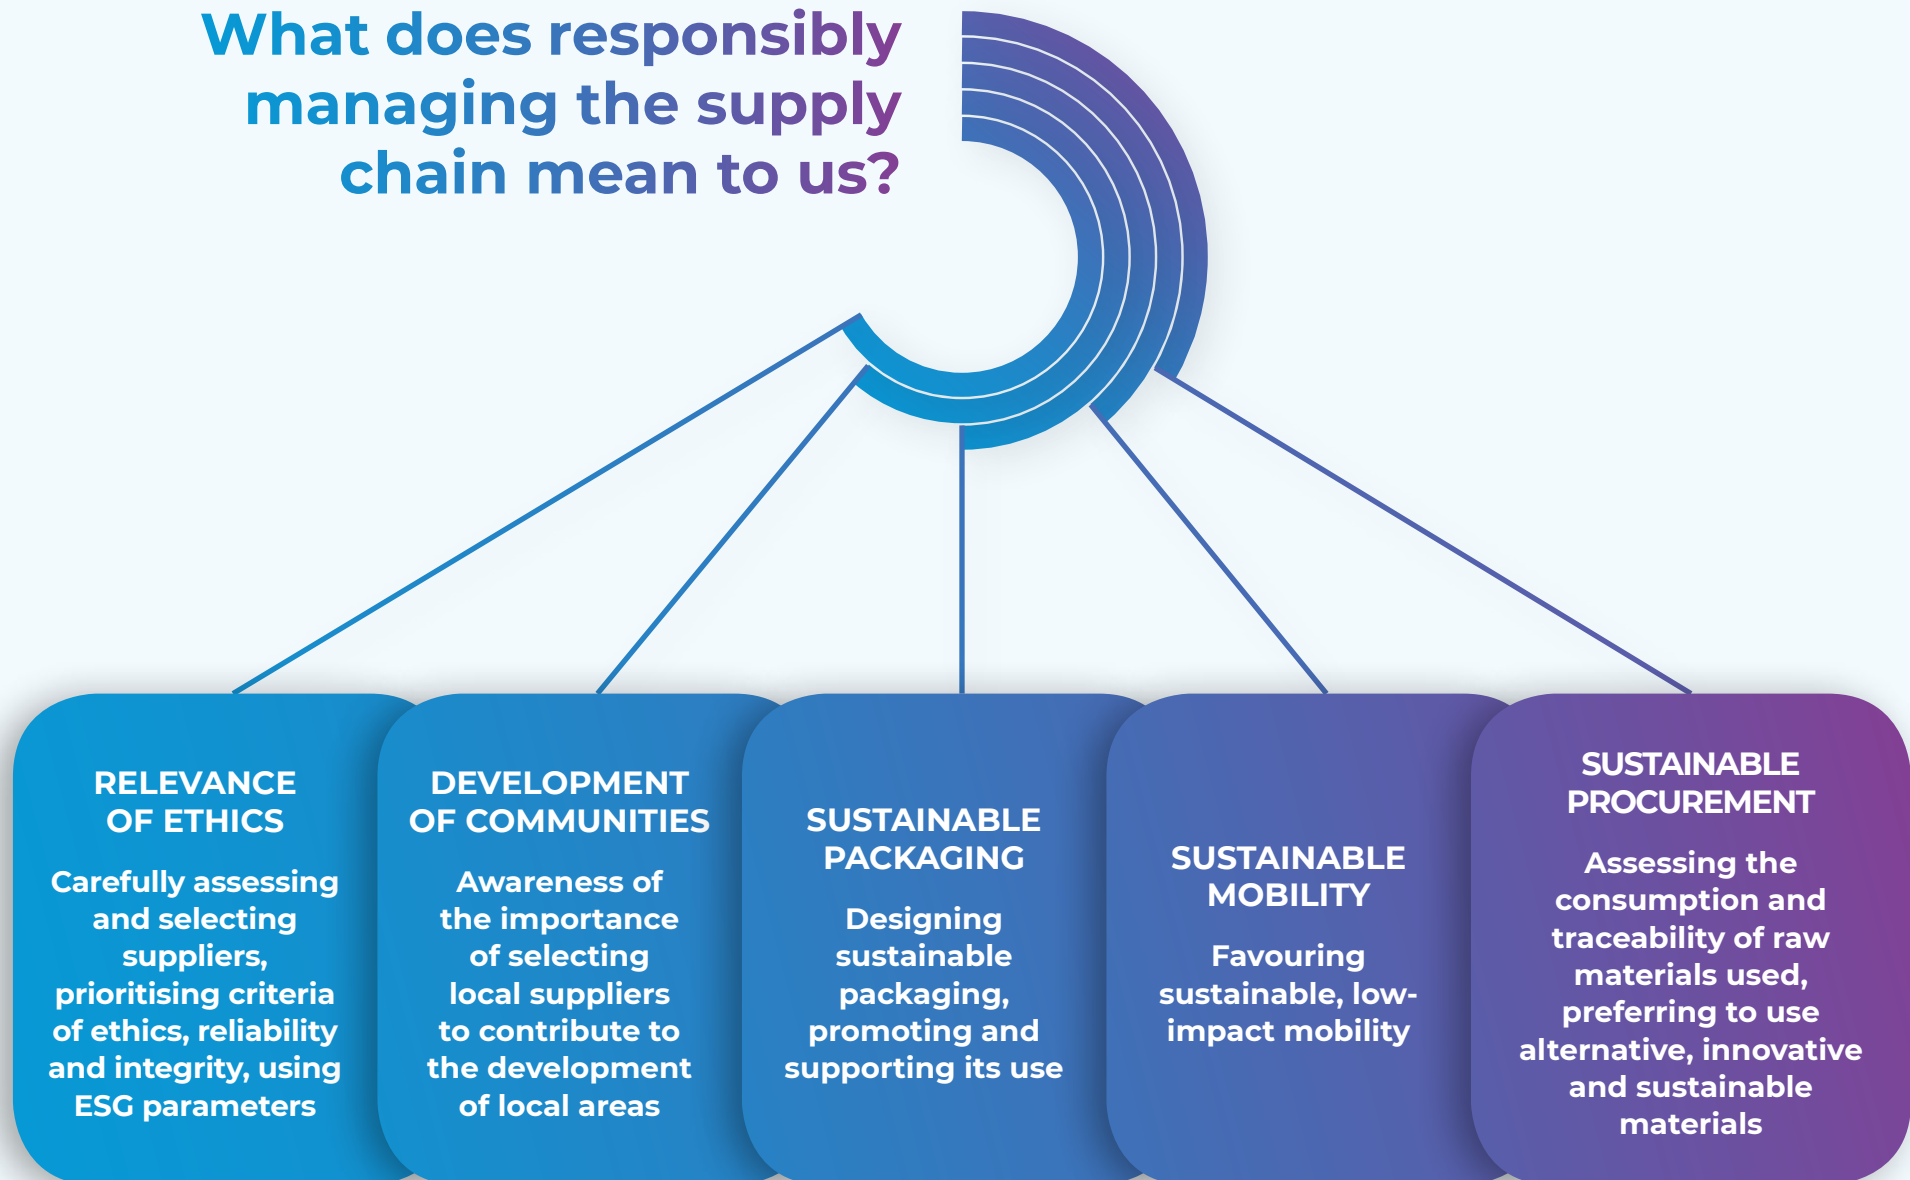 What does responsibly
managing the supply
chain mean to us?
RELEVANCE
OF ETHICS
Carefully assessing
and selecting
suppliers,
prioritising criteria
of ethics, reliability
and integrity, using
ESG parameters
DEVELOPMENT
OF COMMUNITIES
Awareness of
the importance
of selecting
local suppliers
to contribute to
the development
of local areas
SUSTAINABLE
PACKAGING
Designing
sustainable
packaging,
promoting and
supporting its use
SUSTAINABLE
MOBILITY
Favouring
sustainable, low-
impact mobility
SUSTAINABLE
PROCUREMENT
Assessing the
consumption and
traceability of raw
materials used,
preferring to use
alternative, innovative
and sustainable
materials